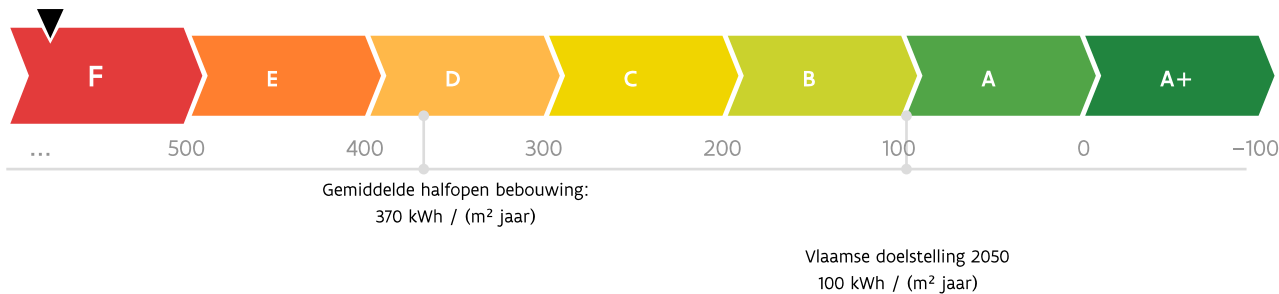 F E D C B A A+
... 500 400 300 200 100 0 –100
Gemiddelde halfopen bebouwing:
370 kWh / (m² jaar)
Vlaamse doelstelling 2050
100 kWh / (m² jaar)